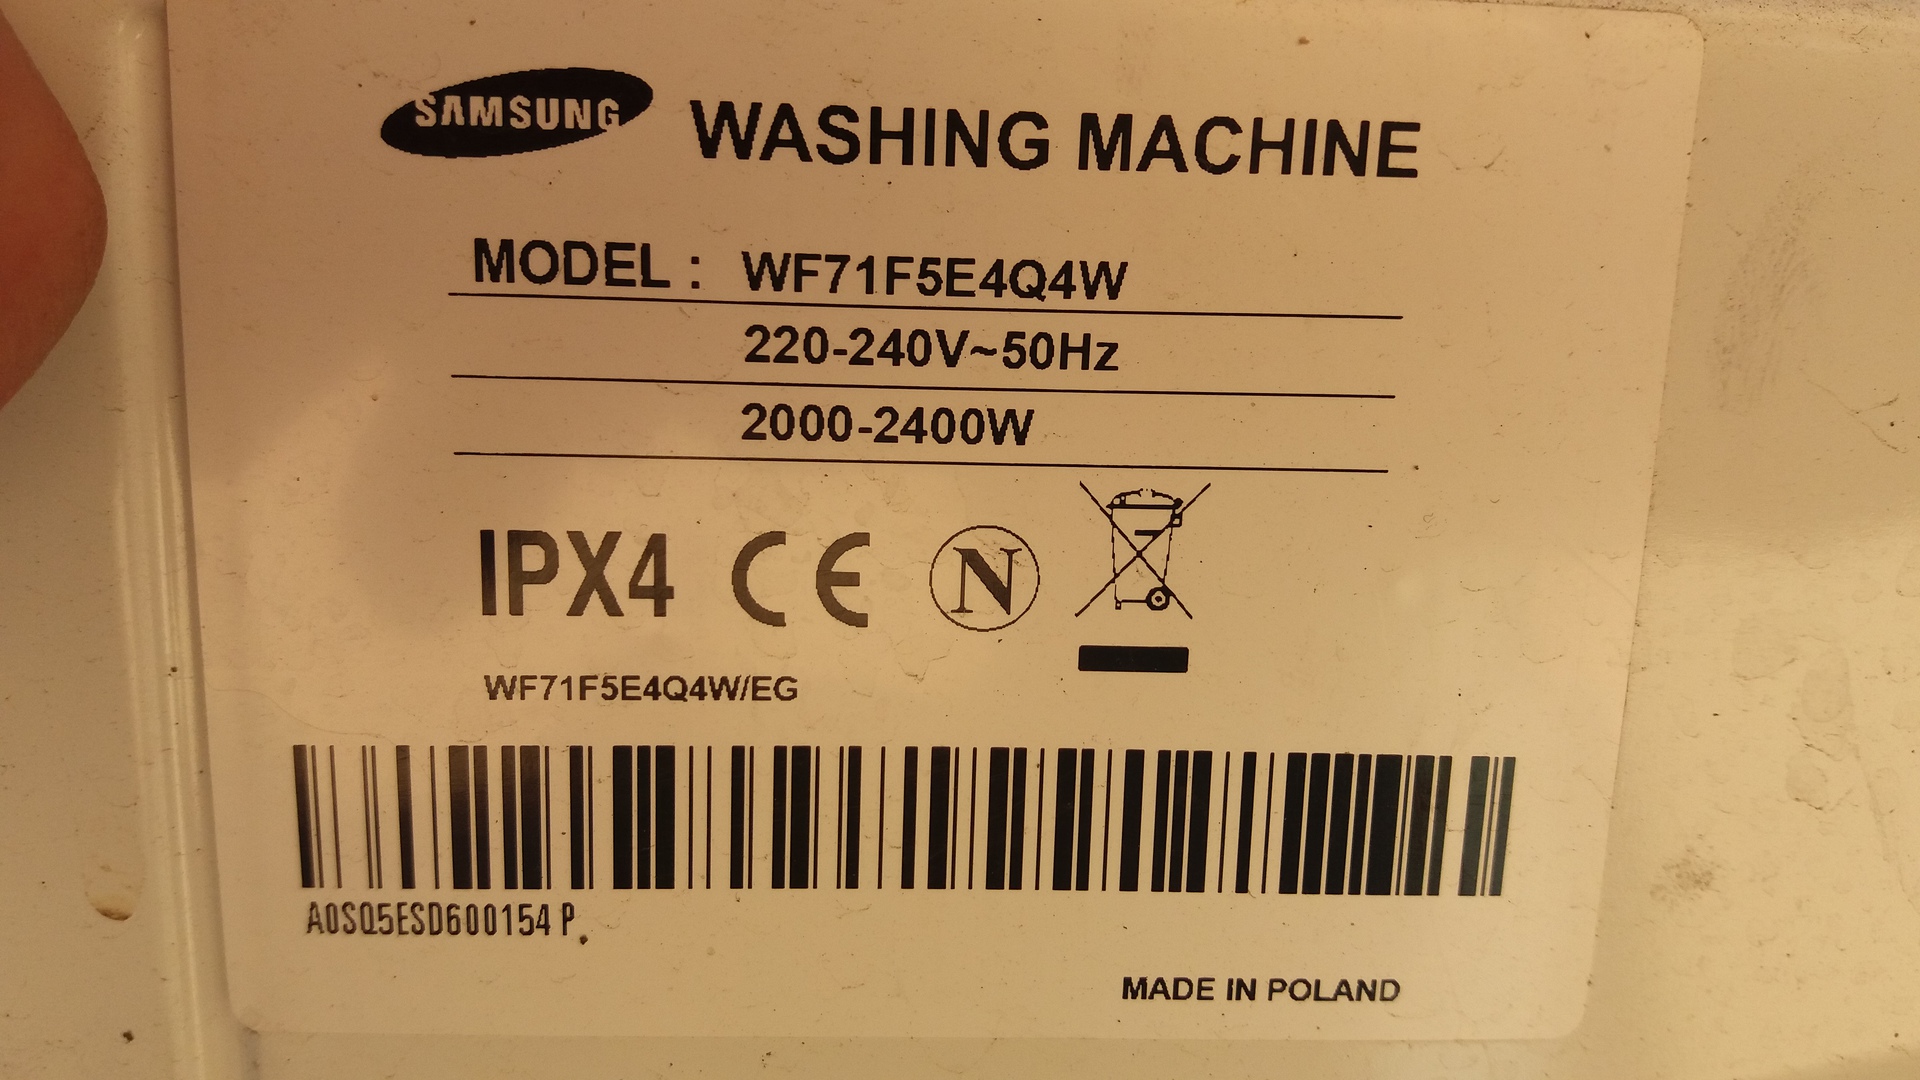 SAMSUNG WASHING MACHINE
MODEL : WF71F5E4Q4W
220-240V~50Hz
2000-2400W
IPX4 CE N
WF71F5E4Q4W/EG
A0SQ5ESD600154 P
MADE IN POLAND